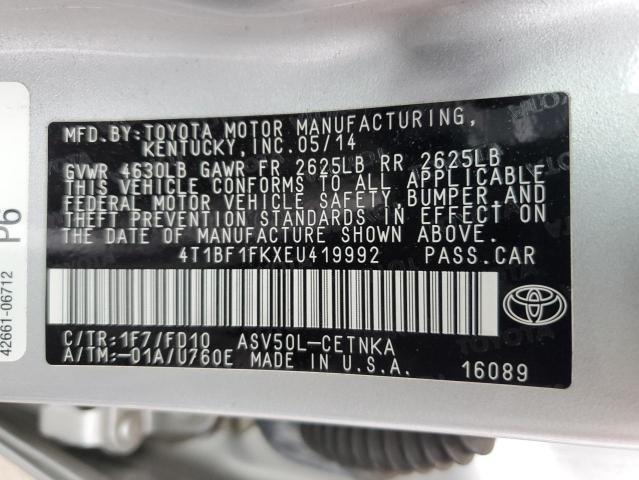 MFD.BY:TOYOTA MOTOR MANUFACTURING,
KENTUCKY,INC.05/14
GVWR 4630LB GAWR FR 2625LB RR 2625LB
THIS VEHICLE CONFORMS TO ALL APPLICABLE
FEDERAL MOTOR VEHICLE SAFETY,BUMPER,AND
THEFT PREVENTION STANDARDS IN EFFECT ON
THE DATE OF MANUFACTURE SHOWN ABOVE.
4T1BF1FKXEU419992 PASS.CAR
C/TR:1F7/FD10 ASV50L-CETNKA
A/TM:-01A/U760E MADE IN U.S.A.
TOYOTA
16089
P6
42661-06712